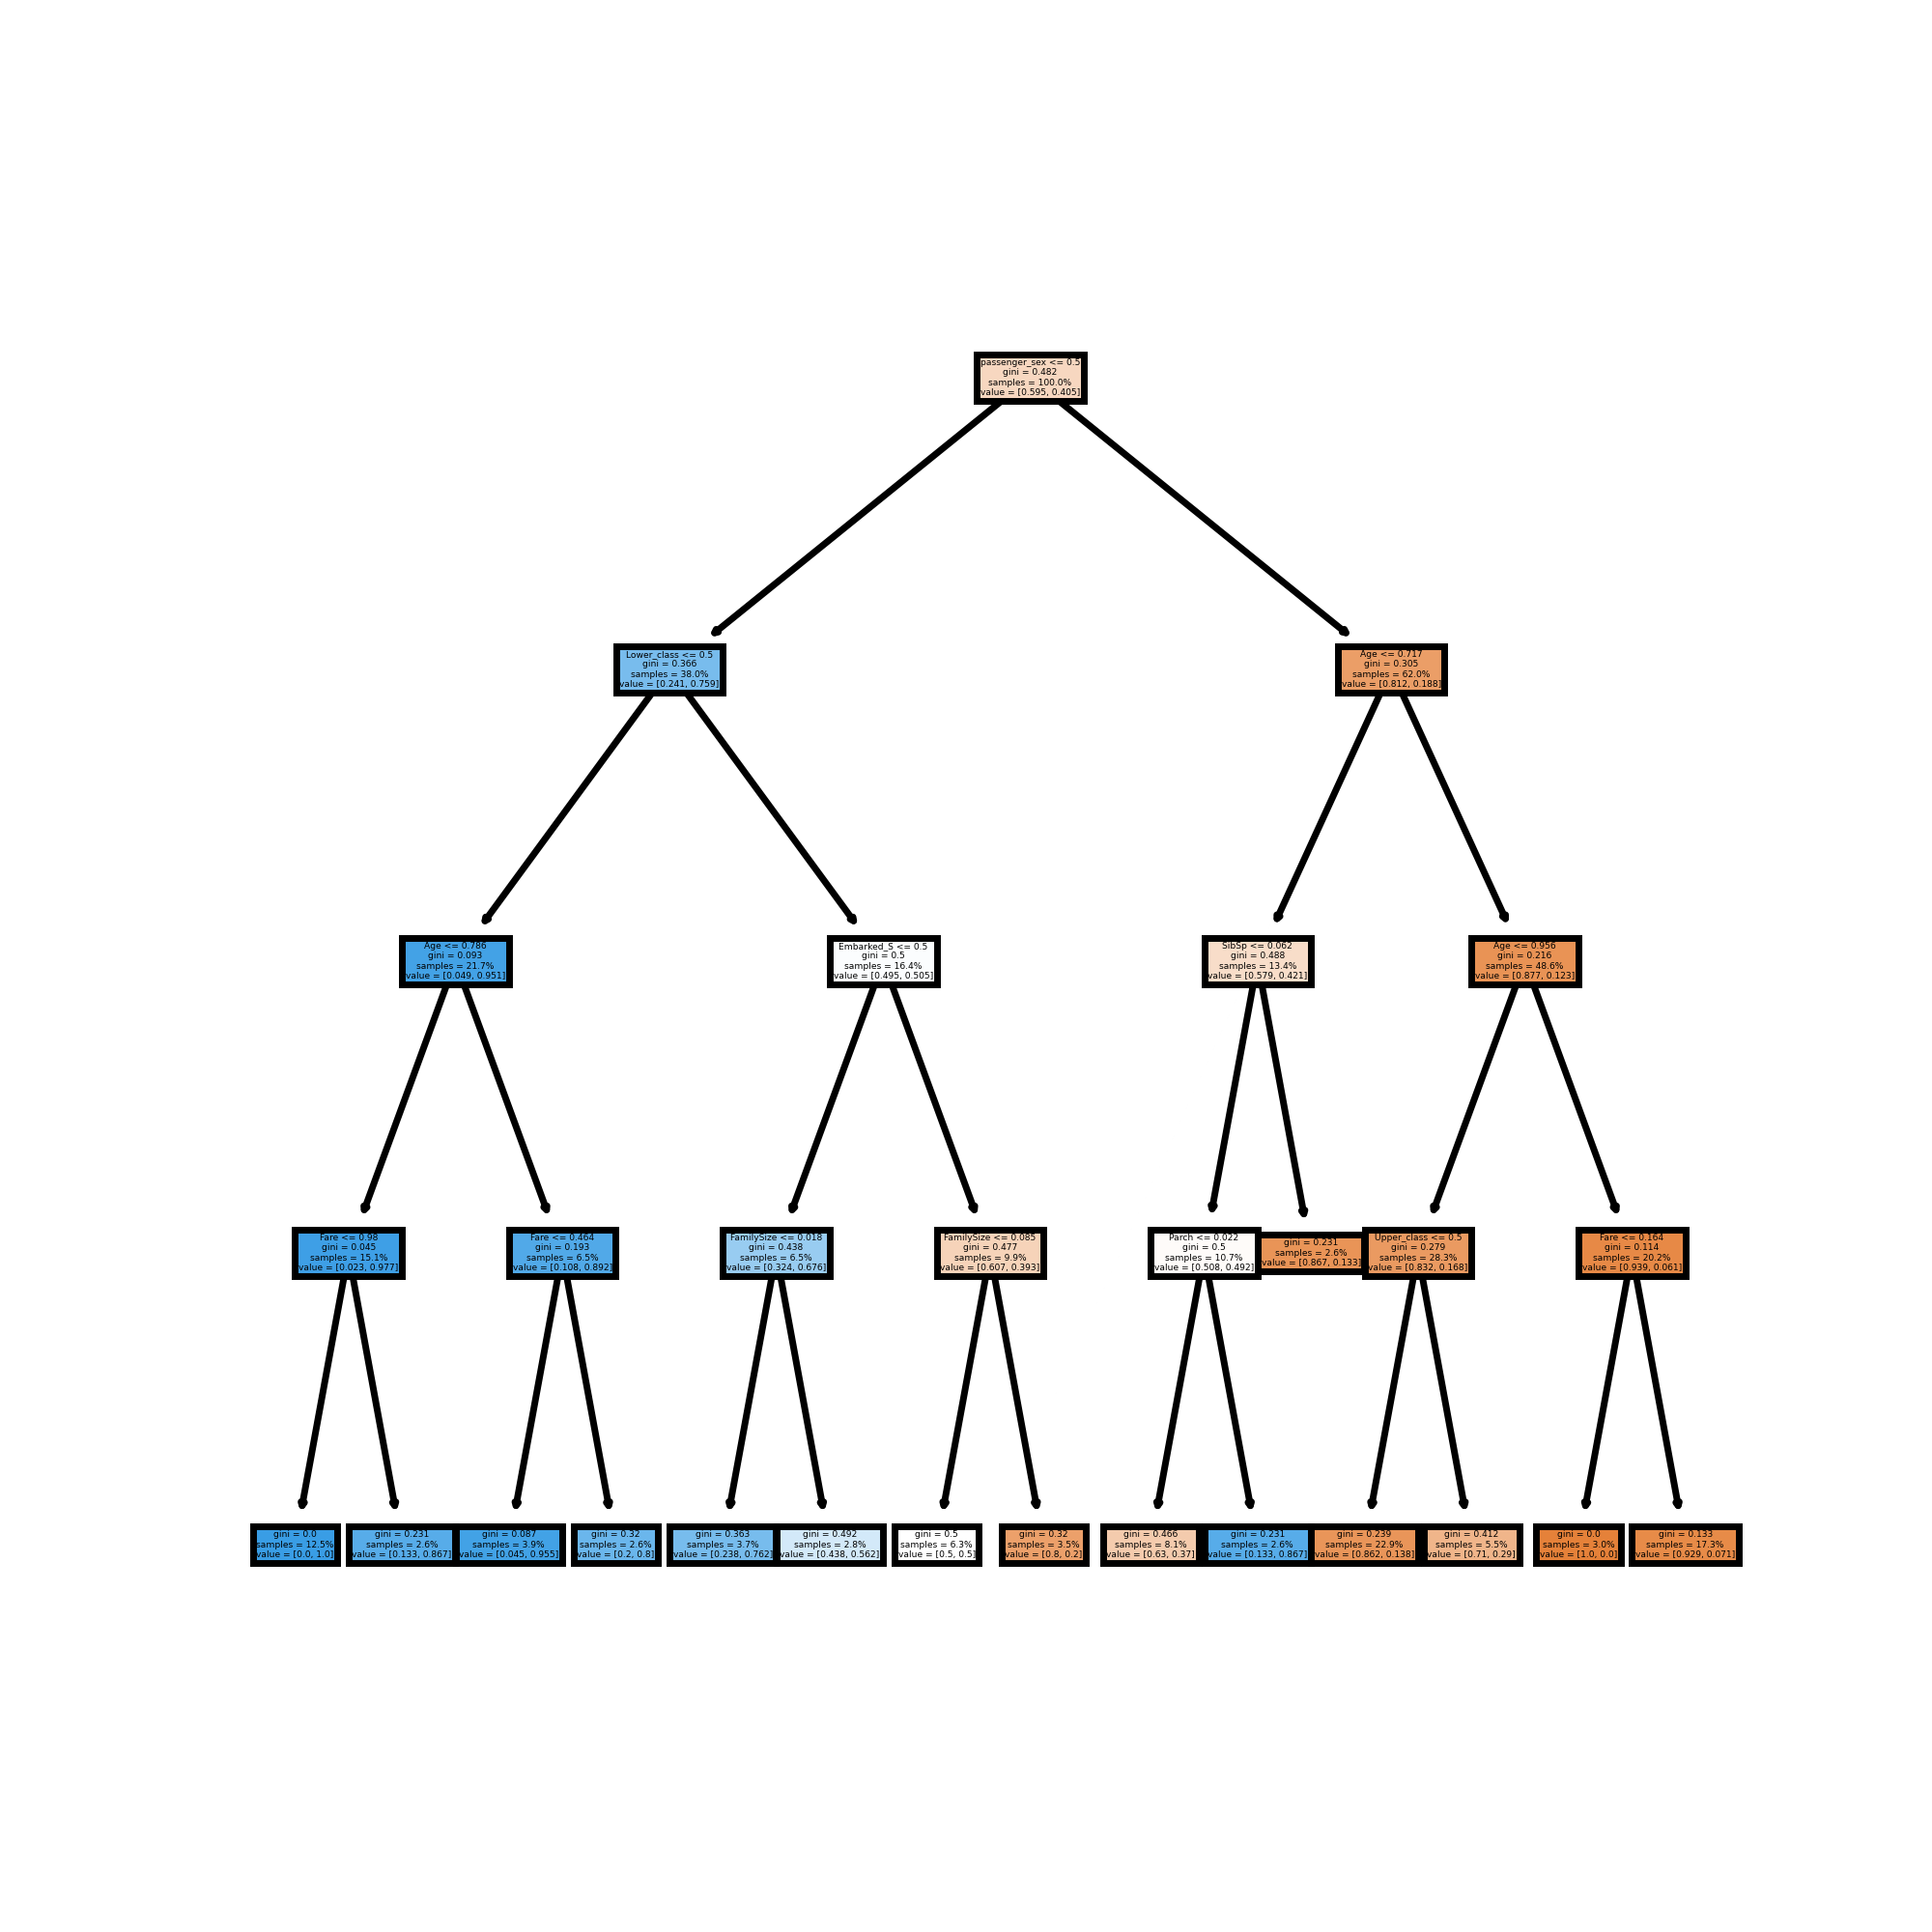 passenger_sex <= 0.5
gini = 0.482
samples = 100.0%
value = [0.595, 0.405]
Lower_class <= 0.5
gini = 0.366
samples = 38.0%
value = [0.241, 0.759]
Age <= 0.717
gini = 0.305
samples = 62.0%
value = [0.812, 0.188]
Age <= 0.786
gini = 0.093
samples = 21.7%
value = [0.049, 0.951]
Embarked_S <= 0.5
gini = 0.5
samples = 16.4%
value = [0.495, 0.505]
SibSp <= 0.062
gini = 0.488
samples = 13.4%
value = [0.579, 0.421]
Age <= 0.956
gini = 0.216
samples = 48.6%
value = [0.877, 0.123]
Fare <= 0.98
gini = 0.045
samples = 15.1%
value = [0.023, 0.977]
Fare <= 0.464
gini = 0.193
samples = 6.5%
value = [0.108, 0.892]
FamilySize <= 0.018
gini = 0.438
samples = 6.5%
value = [0.324, 0.676]
FamilySize <= 0.085
gini = 0.477
samples = 9.9%
value = [0.607, 0.393]
Parch <= 0.022
gini = 0.5
samples = 10.7%
value = [0.508, 0.492]
gini = 0.231
samples = 2.6%
value = [0.867, 0.133]
Upper_class <= 0.5
gini = 0.279
samples = 28.3%
value = [0.832, 0.168]
Fare <= 0.164
gini = 0.114
samples = 20.2%
value = [0.939, 0.061]
gini = 0.0
samples = 12.5%
value = [0.0, 1.0]
gini = 0.231
samples = 2.6%
value = [0.133, 0.867]
gini = 0.087
samples = 3.9%
value = [0.045, 0.955]
gini = 0.32
samples = 2.6%
value = [0.2, 0.8]
gini = 0.363
samples = 3.7%
value = [0.238, 0.762]
gini = 0.492
samples = 2.8%
value = [0.438, 0.562]
gini = 0.5
samples = 6.3%
value = [0.5, 0.5]
gini = 0.32
samples = 3.5%
value = [0.8, 0.2]
gini = 0.466
samples = 8.1%
value = [0.63, 0.37]
gini = 0.231
samples = 2.6%
value = [0.133, 0.867]
gini = 0.239
samples = 22.9%
value = [0.862, 0.138]
gini = 0.412
samples = 5.5%
value = [0.71, 0.29]
gini = 0.0
samples = 3.0%
value = [1.0, 0.0]
gini = 0.133
samples = 17.3%
value = [0.929, 0.071]